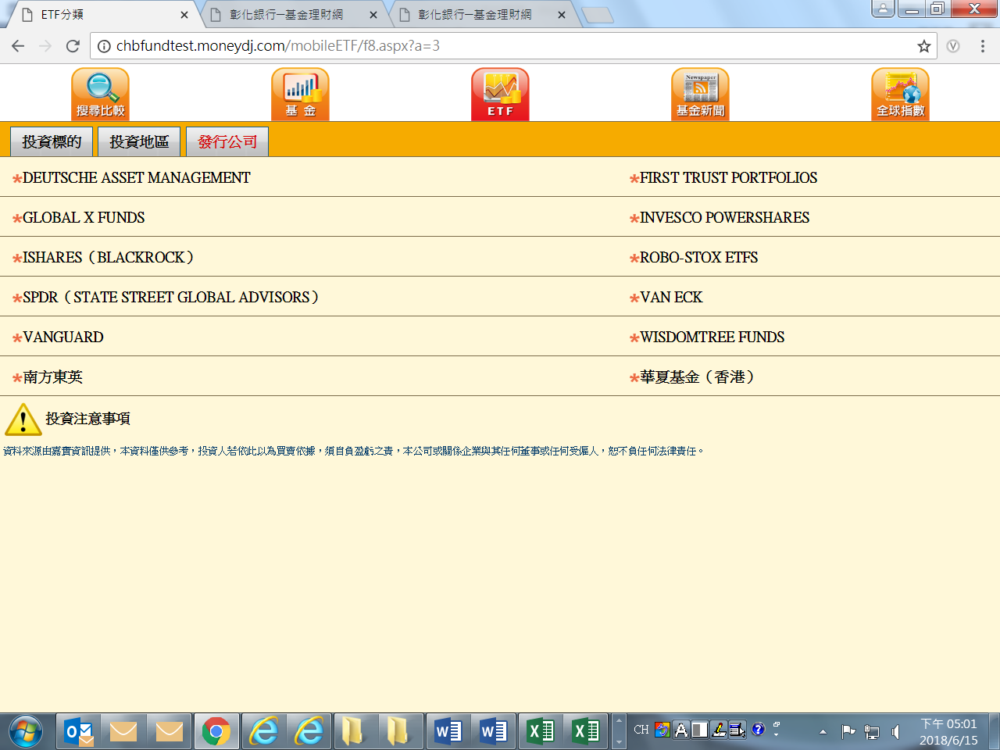 ETF分類
彰化銀行─基金理財網
彰化銀行─基金理財網
chbfundtest.moneydj.com/mobileETF/f8.aspx?a=3
搜尋比較
基金
ETF
Newspaper
基金新聞
全球指數
投資標的 投資地區 發行公司
*DEUTSCHE ASSET MANAGEMENT *FIRST TRUST PORTFOLIOS
*GLOBAL X FUNDS *INVESCO POWERSHARES
*ISHARES（BLACKROCK） *ROBO-STOX ETFS
*SPDR（STATE STREET GLOBAL ADVISORS） *VAN ECK
*VANGUARD *WISDOMTREE FUNDS
*南方東英 *華夏基金（香港）
投資注意事項
資料來源由嘉實資訊提供，本資料僅供參考，投資人若依此以為買賣依據，須自負盈虧之責，本公司或關係企業與其任何董事或任何受僱人，恕不負任何法律責任。
CH
下午 05:01
2018/6/15